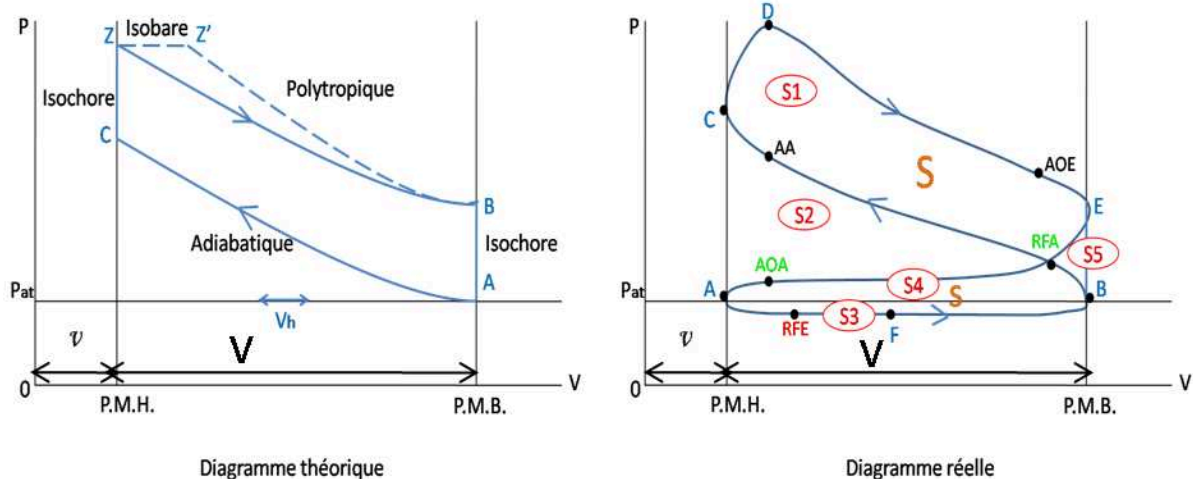 P
Z
Isobare
Z'
Isochore
Polytropique
C
B
Adiabatique
Isochore
A
Pat
Vh
v
V
0
V
P.M.H.
P.M.B.
Diagramme théorique
P
D
S1
C
AA
S
AOE
S2
E
RFA
S5
AOA
Pat
A
S4
S
B
S3
v
RFE
F
V
0
V
P.M.H.
P.M.B.
Diagramme réelle